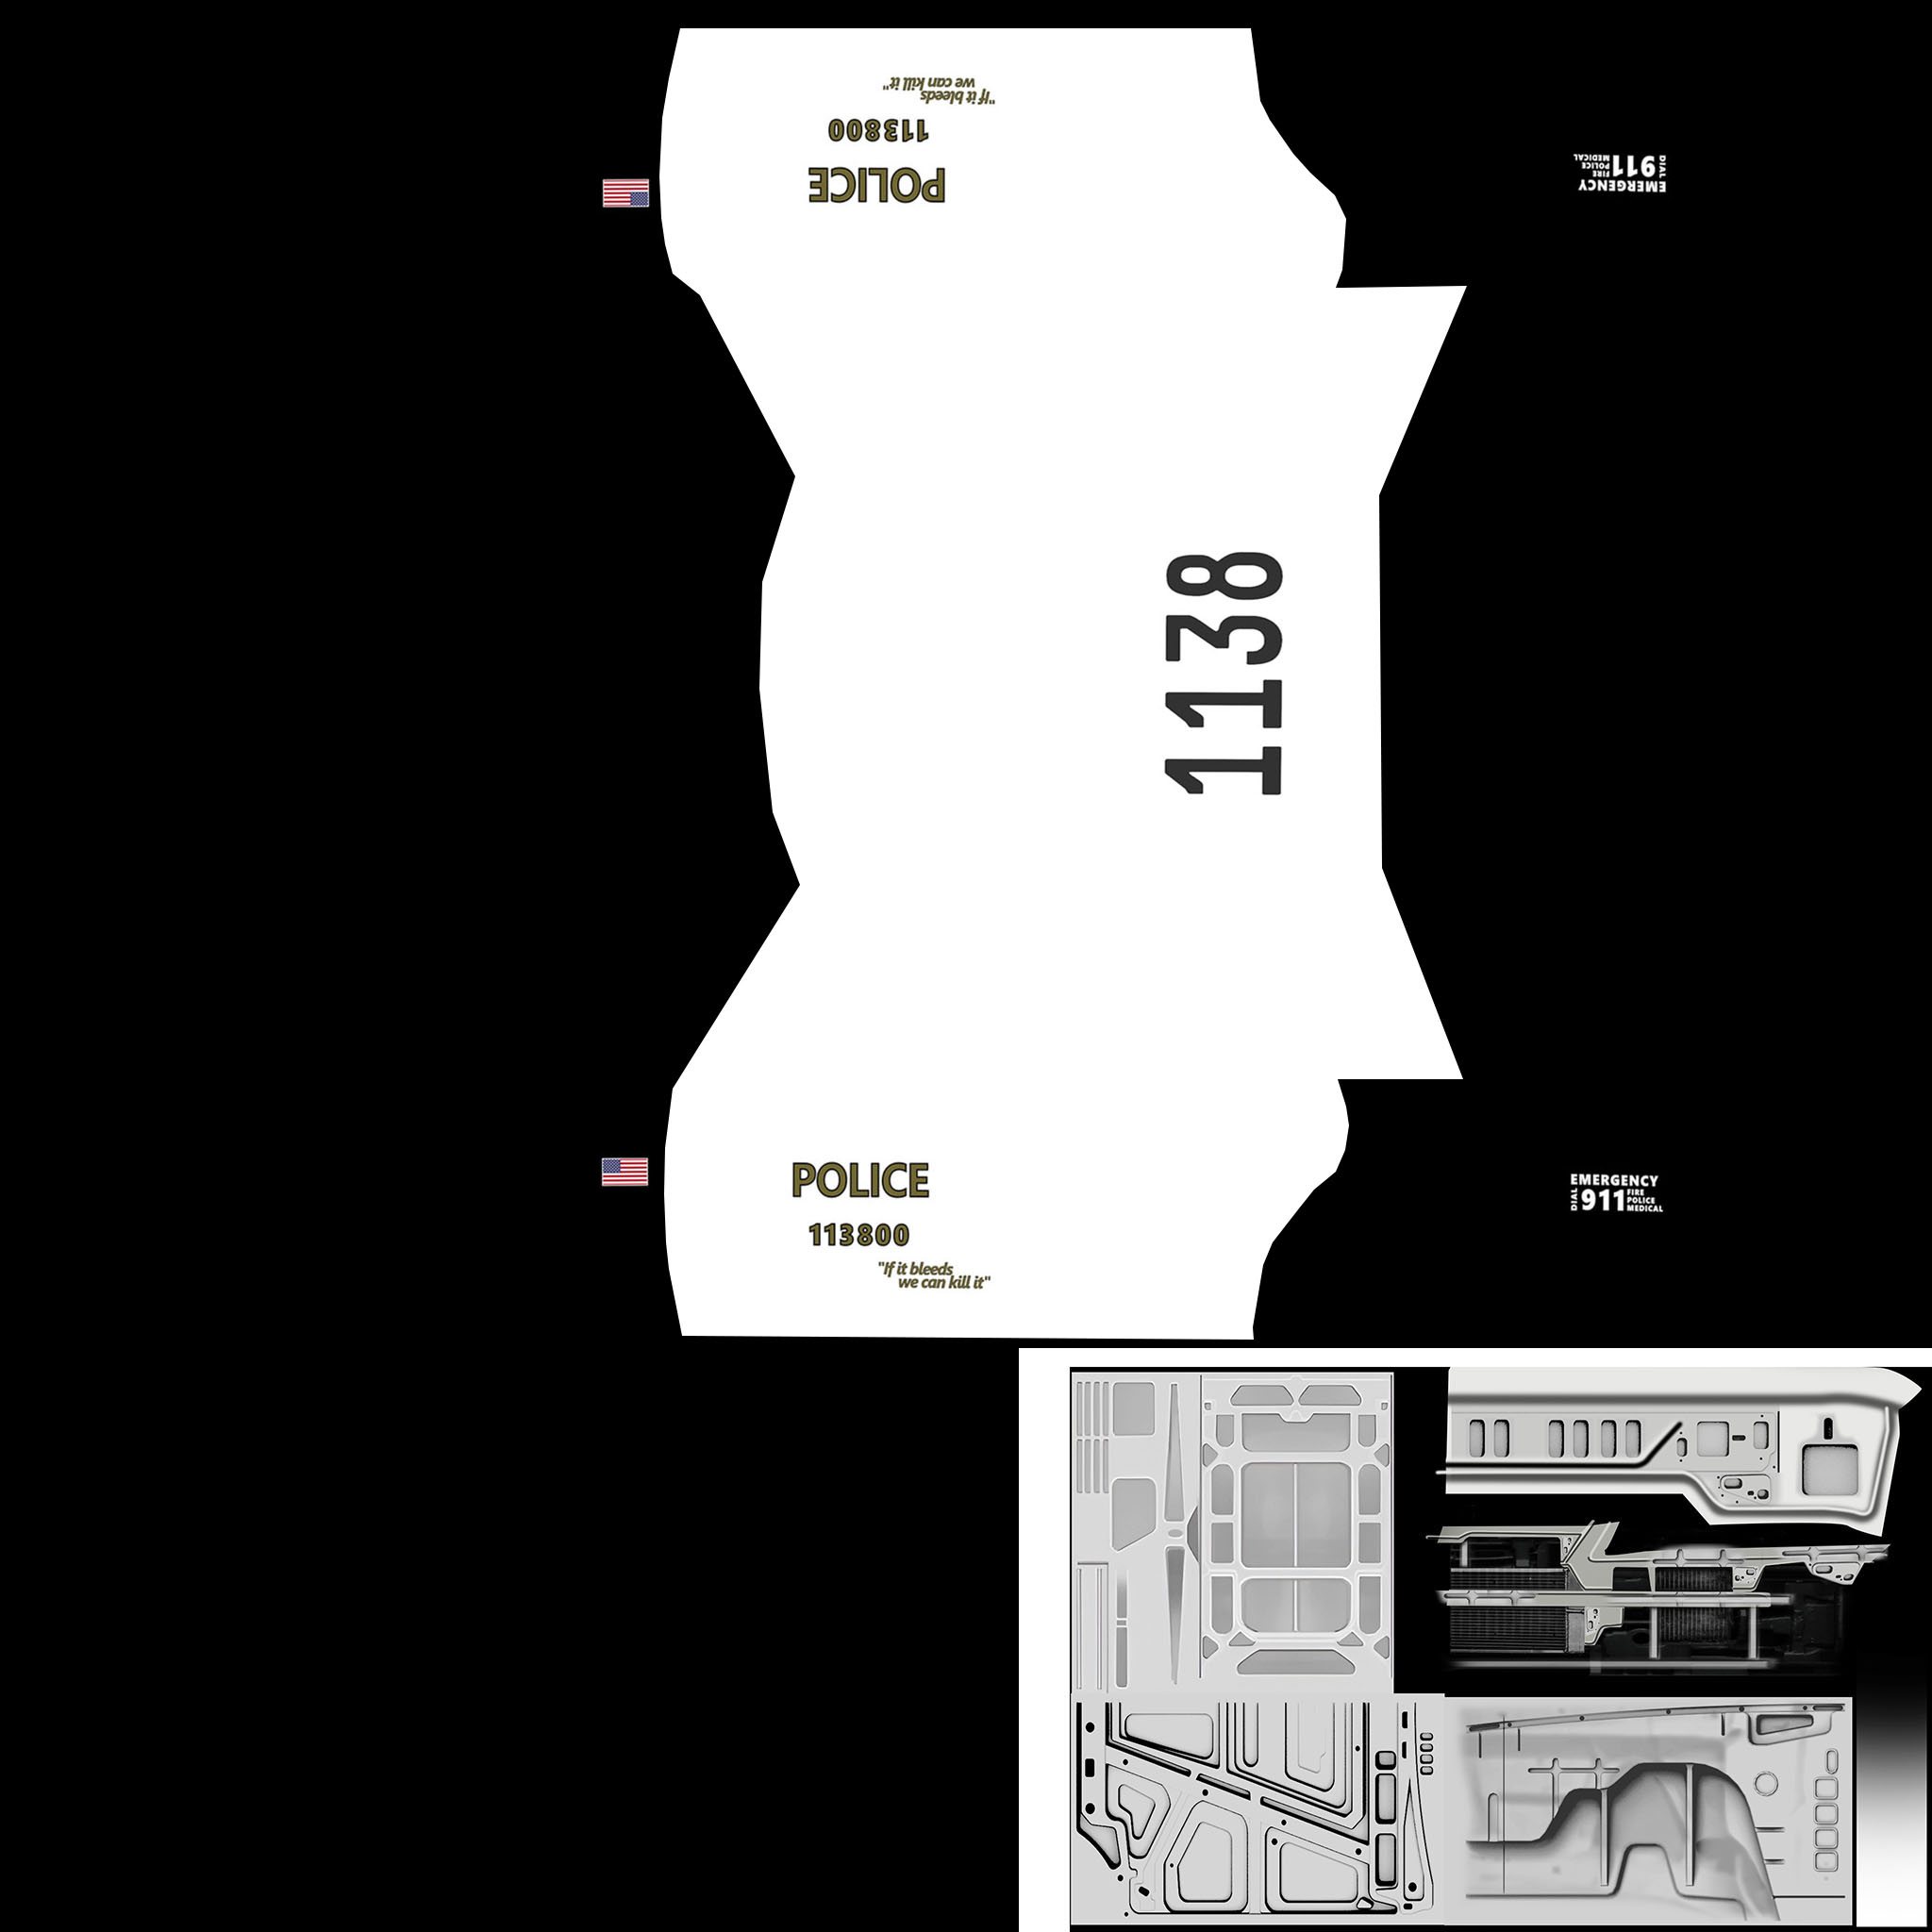 "If it bleeds
we can kill it"
113800
POLICE
EMERGENCY
DIAL 911 FIRE
POLICE
MEDICAL
1138
POLICE
113800
"If it bleeds
we can kill it"
EMERGENCY
DIAL 911 FIRE
POLICE
MEDICAL